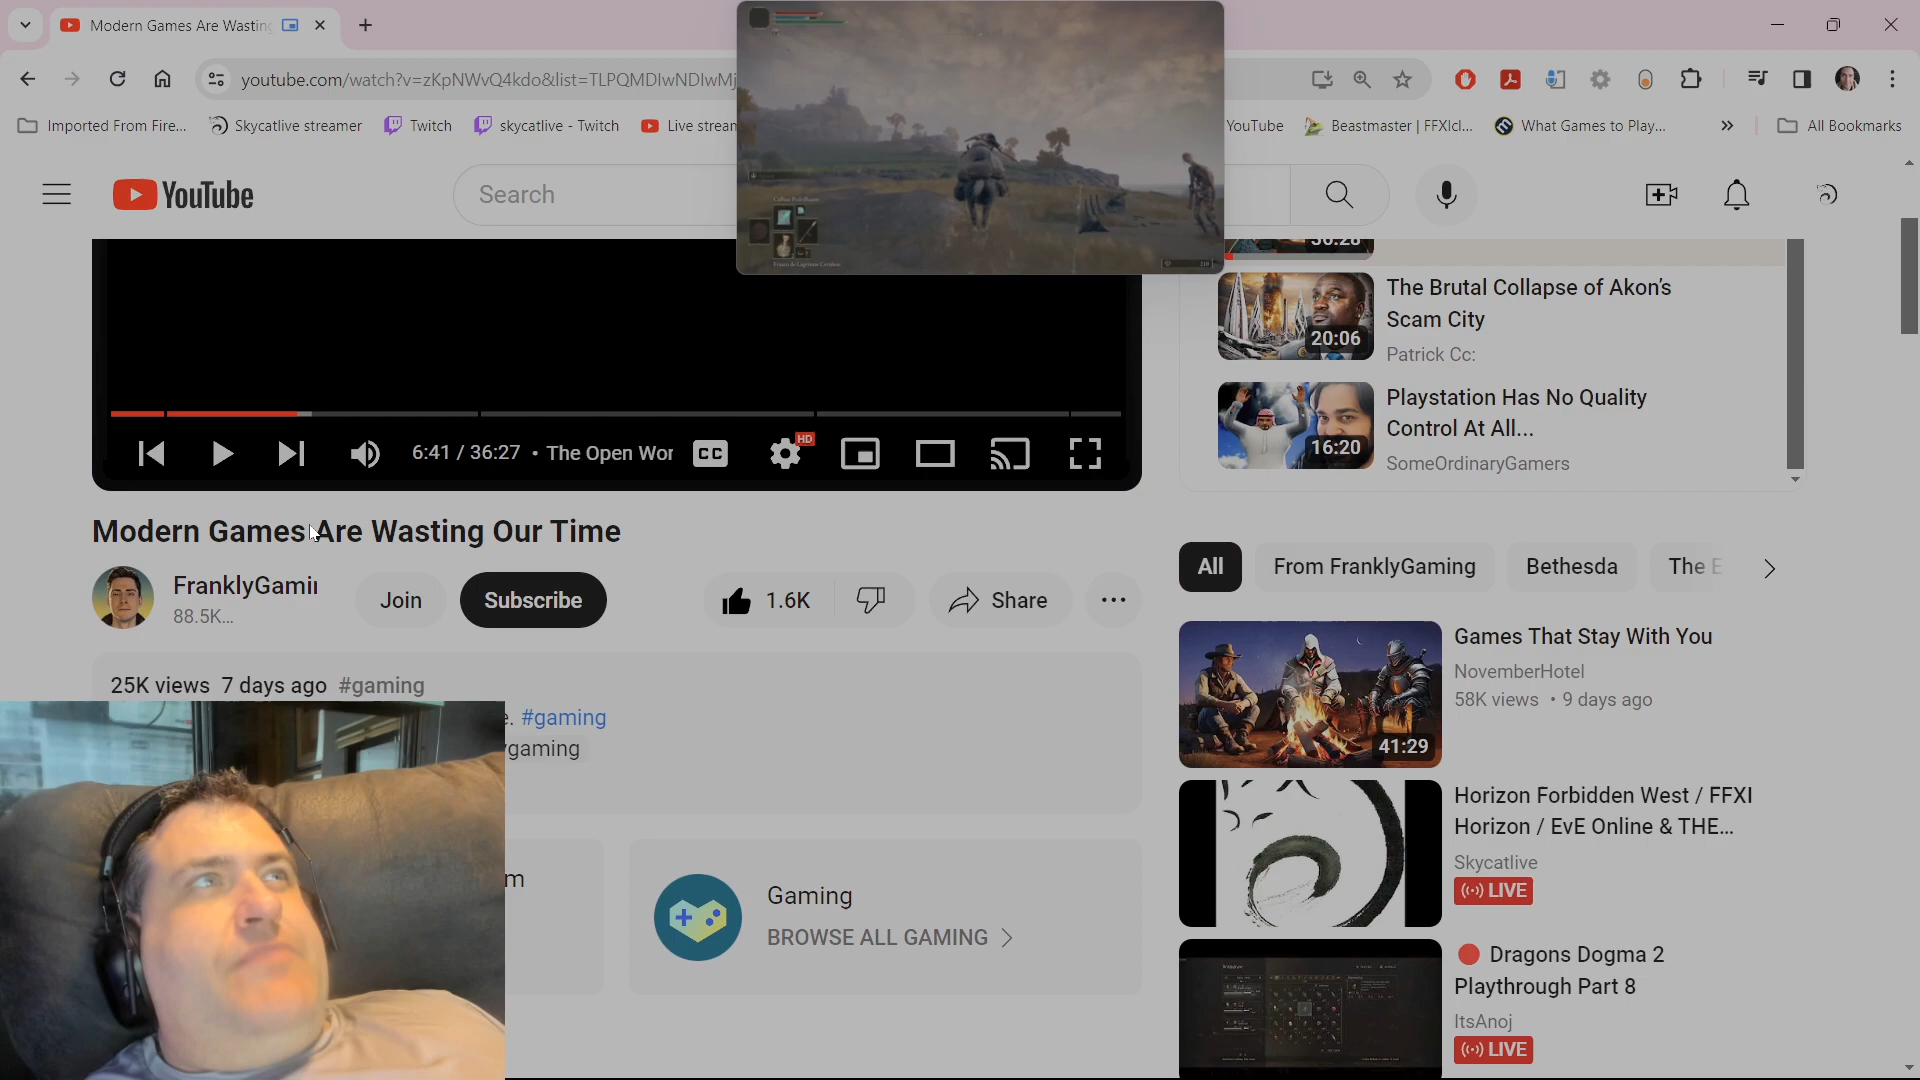 Modern Games Are Wasting
youtube.com/watch?v=zKpNWvQ4kdo&list=TLPQMDIwNDIwMj
Imported From Fire...
Skycatlive streamer
Twitch
skycatlive - Twitch
Live strean
YouTube
Beastmaster | FFXIcl...
What Games to Play...
All Bookmarks
YouTube
Search
36:28
The Brutal Collapse of Akon's
Scam City
Patrick Cc:
20:06
Playstation Has No Quality
Control At All...
SomeOrdinaryGamers
16:20
6:41 / 36:27 • The Open Wor
CC
HD
Modern Games Are Wasting Our Time
FranklyGamin
88.5K...
Join
Subscribe
1.6K
Share
...
All
From FranklyGaming
Bethesda
The E
25K views 7 days ago #gaming
e. #gaming
gaming
m
Gaming
BROWSE ALL GAMING
Games That Stay With You
NovemberHotel
58K views • 9 days ago
41:29
Horizon Forbidden West / FFXI
Horizon / EvE Online & THE...
Skycatlive
LIVE
Dragons Dogma 2
Playthrough Part 8
ItsAnoj
LIVE